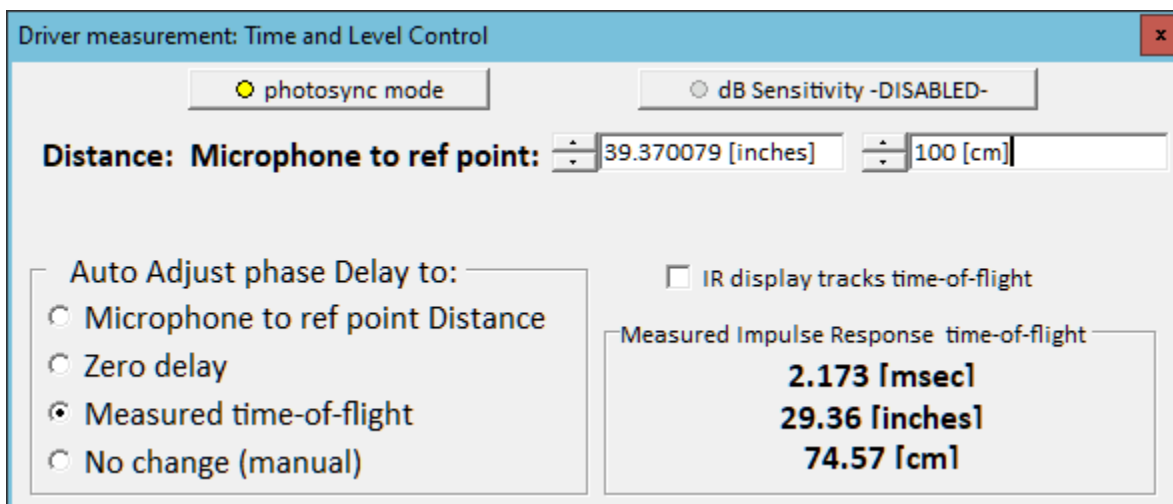 Driver measurement: Time and Level Control
x
photosync mode
dB Sensitivity -DISABLED-
Distance: Microphone to ref point:
39.370079 [inches]
100 [cm]
Auto Adjust phase Delay to:
Microphone to ref point Distance
Zero delay
Measured time-of-flight
No change (manual)
IR display tracks time-of-flight
Measured Impulse Response time-of-flight
2.173 [msec]
29.36 [inches]
74.57 [cm]